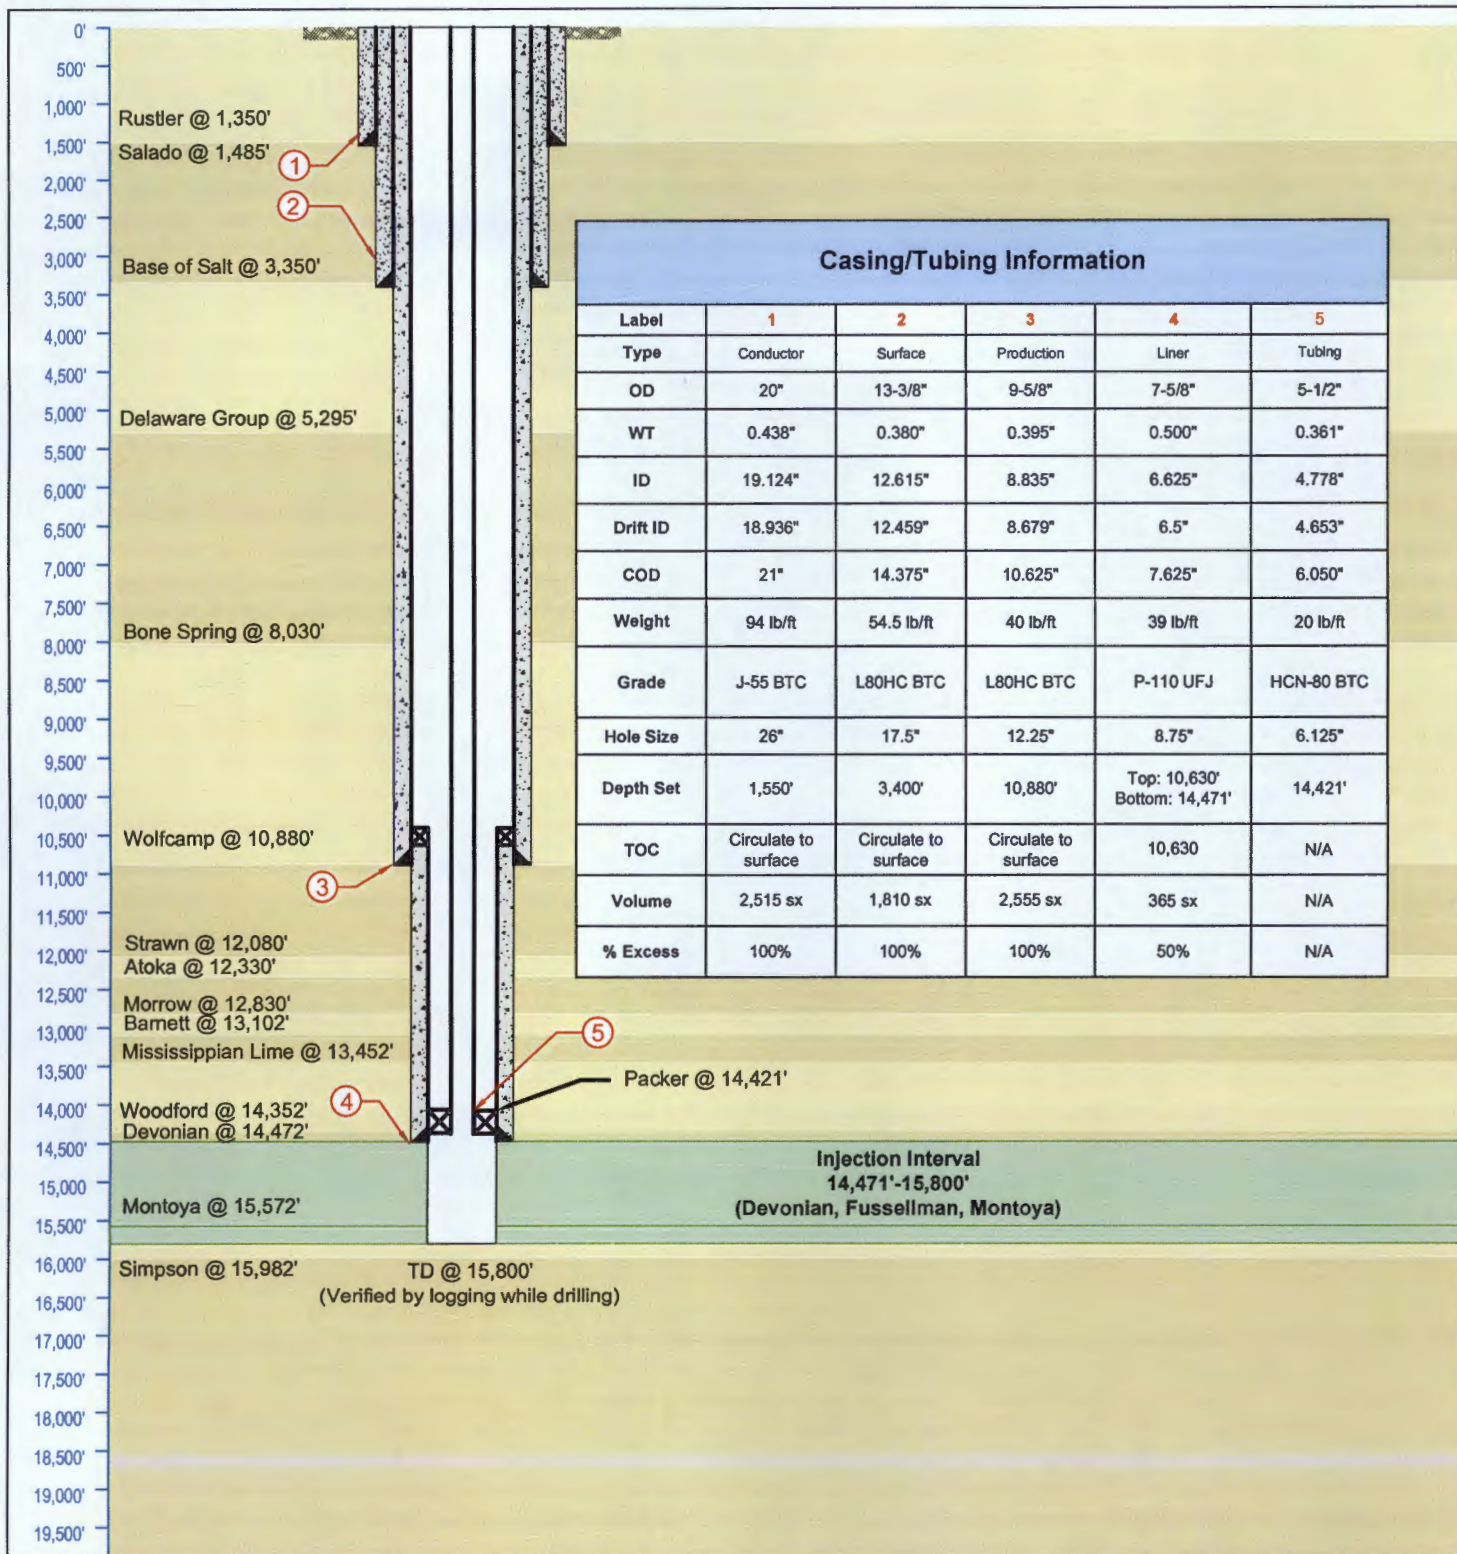 0'
500'
1,000'
1,500'
2,000'
2,500'
3,000'
3,500'
4,000'
4,500'
5,000'
5,500'
6,000'
6,500'
7,000'
7,500'
8,000'
8,500'
9,000'
9,500'
10,000'
10,500'
11,000'
11,500'
12,000'
12,500'
13,000'
13,500'
14,000'
14,500'
15,000
15,500'
16,000'
16,500'
17,000'
17,500'
18,000'
18,500'
19,000'
19,500'
Rustler @ 1,350'
Salado @ 1,485'
Base of Salt @ 3,350'
Delaware Group @ 5,295'
Bone Spring @ 8,030'
Wolfcamp @ 10,880'
Strawn @ 12,080'
Atoka @ 12,330'
Morrow @ 12,830'
Barnett @ 13,102'
Mississippian Lime @ 13,452'
Woodford @ 14,352'
Devonian @ 14,472'
Montoya @ 15,572'
Simpson @ 15,982'
1
2
3
4
5
Packer @ 14,421'
TD @ 15,800'
(Verified by logging while drilling)
Injection Interval
14,471'-15,800'
(Devonian, Fussellman, Montoya)
Casing/Tubing Information
Label 1 2 3 4 5
Type Conductor Surface Production Liner Tubing
OD 20" 13-3/8" 9-5/8" 7-5/8" 5-1/2"
WT 0.438" 0.380" 0.395" 0.500" 0.361"
ID 19.124" 12.615" 8.835" 6.625" 4.778"
Drift ID 18.936" 12.459" 8.679" 6.5" 4.653"
COD 21" 14.375" 10.625" 7.625" 6.050"
Weight 94 lb/ft 54.5 lb/ft 40 lb/ft 39 lb/ft 20 lb/ft
Grade J-55 BTC L80HC BTC L80HC BTC P-110 UFJ HCN-80 BTC
Hole Size 26" 17.5" 12.25" 8.75" 6.125"
Depth Set 1,550' 3,400' 10,880' Top: 10,630' Bottom: 14,471' 14,421'
TOC Circulate to surface Circulate to surface Circulate to surface 10,630 N/A
Volume 2,515 sx 1,810 sx 2,555 sx 365 sx N/A
% Excess 100% 100% 100% 50% N/A